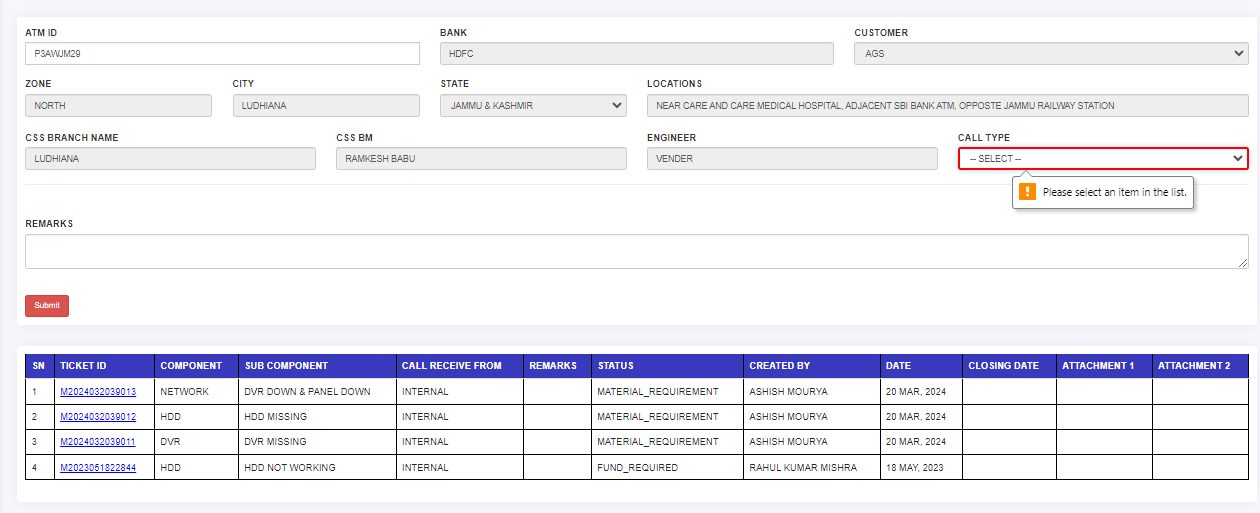 ATM ID BANK CUSTOMER
P3AWJM29 HDFC AGS
ZONE CITY STATE LOCATIONS
NORTH LUDHIANA JAMMU & KASHMIR NEAR CARE AND CARE MEDICAL HOSPITAL, ADJACENT SBI BANK ATM, OPPOSTE JAMMU RAILWAY STATION
CSS BRANCH NAME CSS BM ENGINEER CALL TYPE
LUDHIANA RAMKESH BABU VENDER -- SELECT --
! Please select an item in the list.
REMARKS
Submit
SN TICKET ID COMPONENT SUB COMPONENT CALL RECEIVE FROM REMARKS STATUS CREATED BY DATE CLOSING DATE ATTACHMENT 1 ATTACHMENT 2
1 M2024032039013 NETWORK DVR DOWN & PANEL DOWN INTERNAL MATERIAL_REQUIREMENT ASHISH MOURYA 20 MAR, 2024
2 M2024032039012 HDD HDD MISSING INTERNAL MATERIAL_REQUIREMENT ASHISH MOURYA 20 MAR, 2024
3 M2024032039011 DVR DVR MISSING INTERNAL MATERIAL_REQUIREMENT ASHISH MOURYA 20 MAR, 2024
4 M2023051822844 HDD HDD NOT WORKING INTERNAL FUND_REQUIRED RAHUL KUMAR MISHRA 18 MAY, 2023